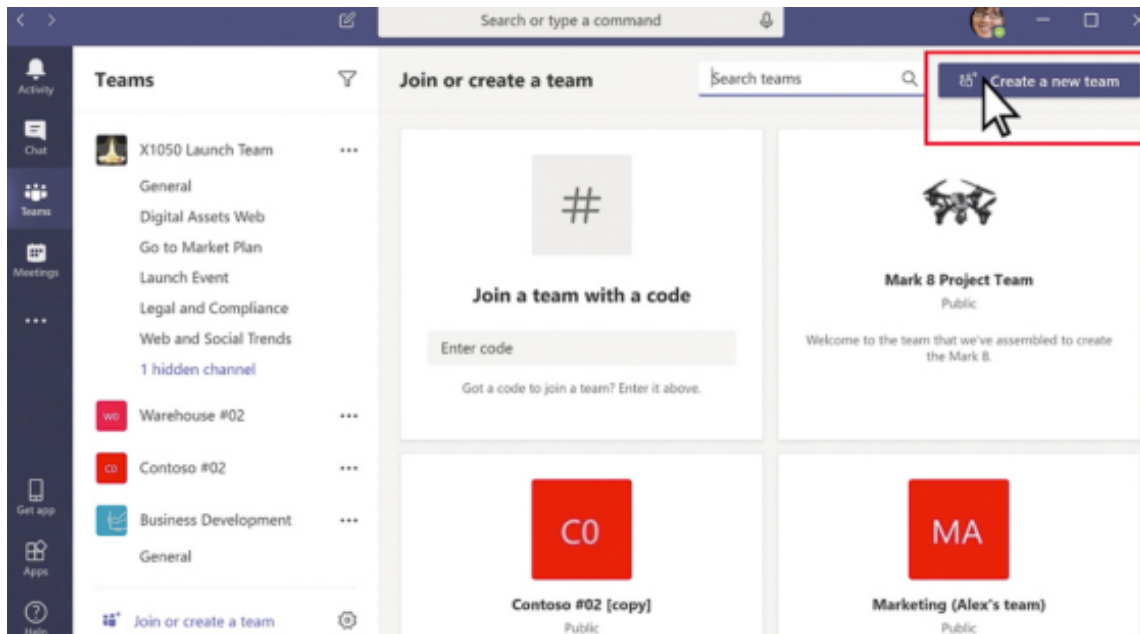 Search or type a command
Activity
Chat
Teams
Meetings
Get app
Apps
Help
Teams
X1050 Launch Team
General
Digital Assets Web
Go to Market Plan
Launch Event
Legal and Compliance
Web and Social Trends
1 hidden channel
WO
Warehouse #02
C0
Contoso #02
Business Development
General
Join or create a team
Join or create a team
Search teams
Create a new team
#
Join a team with a code
Enter code
Got a code to join a team? Enter it above.
Mark 8 Project Team
Public
Welcome to the team that we've assembled to create
the Mark 8.
C0
Contoso #02 [copy]
Public
MA
Marketing (Alex's team)
Public